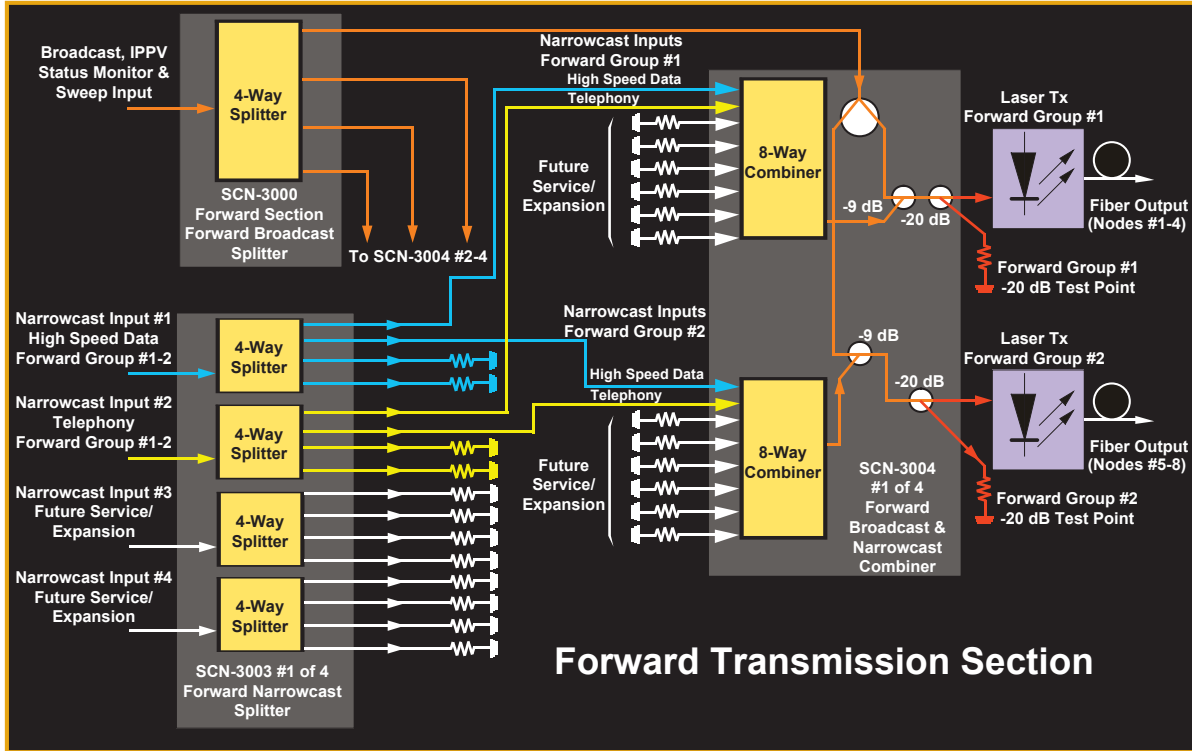 Broadcast, IPPV
Status Monitor &
Sweep Input
4-Way
Splitter
SCN-3000
Forward Section
Forward Broadcast
Splitter
To SCN-3004 #2-4
Narrowcast Inputs
Forward Group #1
High Speed Data
Telephony
Future
Service/
Expansion
8-Way
Combiner
-9 dB
-20 dB
Laser Tx
Forward Group #1
Fiber Output
(Nodes #1-4)
Forward Group #1
-20 dB Test Point
Narrowcast Input #1
High Speed Data
Forward Group #1-2
4-Way
Splitter
Narrowcast Input #2
Telephony
Forward Group #1-2
4-Way
Splitter
Narrowcast Input #3
Future Service/
Expansion
4-Way
Splitter
Narrowcast Input #4
Future Service/
Expansion
4-Way
Splitter
SCN-3003 #1 of 4
Forward Narrowcast
Splitter
Narrowcast Inputs
Forward Group #2
High Speed Data
Telephony
Future
Service/
Expansion
8-Way
Combiner
-9 dB
-20 dB
SCN-3004
#1 of 4
Forward
Broadcast &
Narrowcast
Combiner
Laser Tx
Forward Group #2
Fiber Output
(Nodes #5-8)
Forward Group #2
-20 dB Test Point
Forward Transmission Section